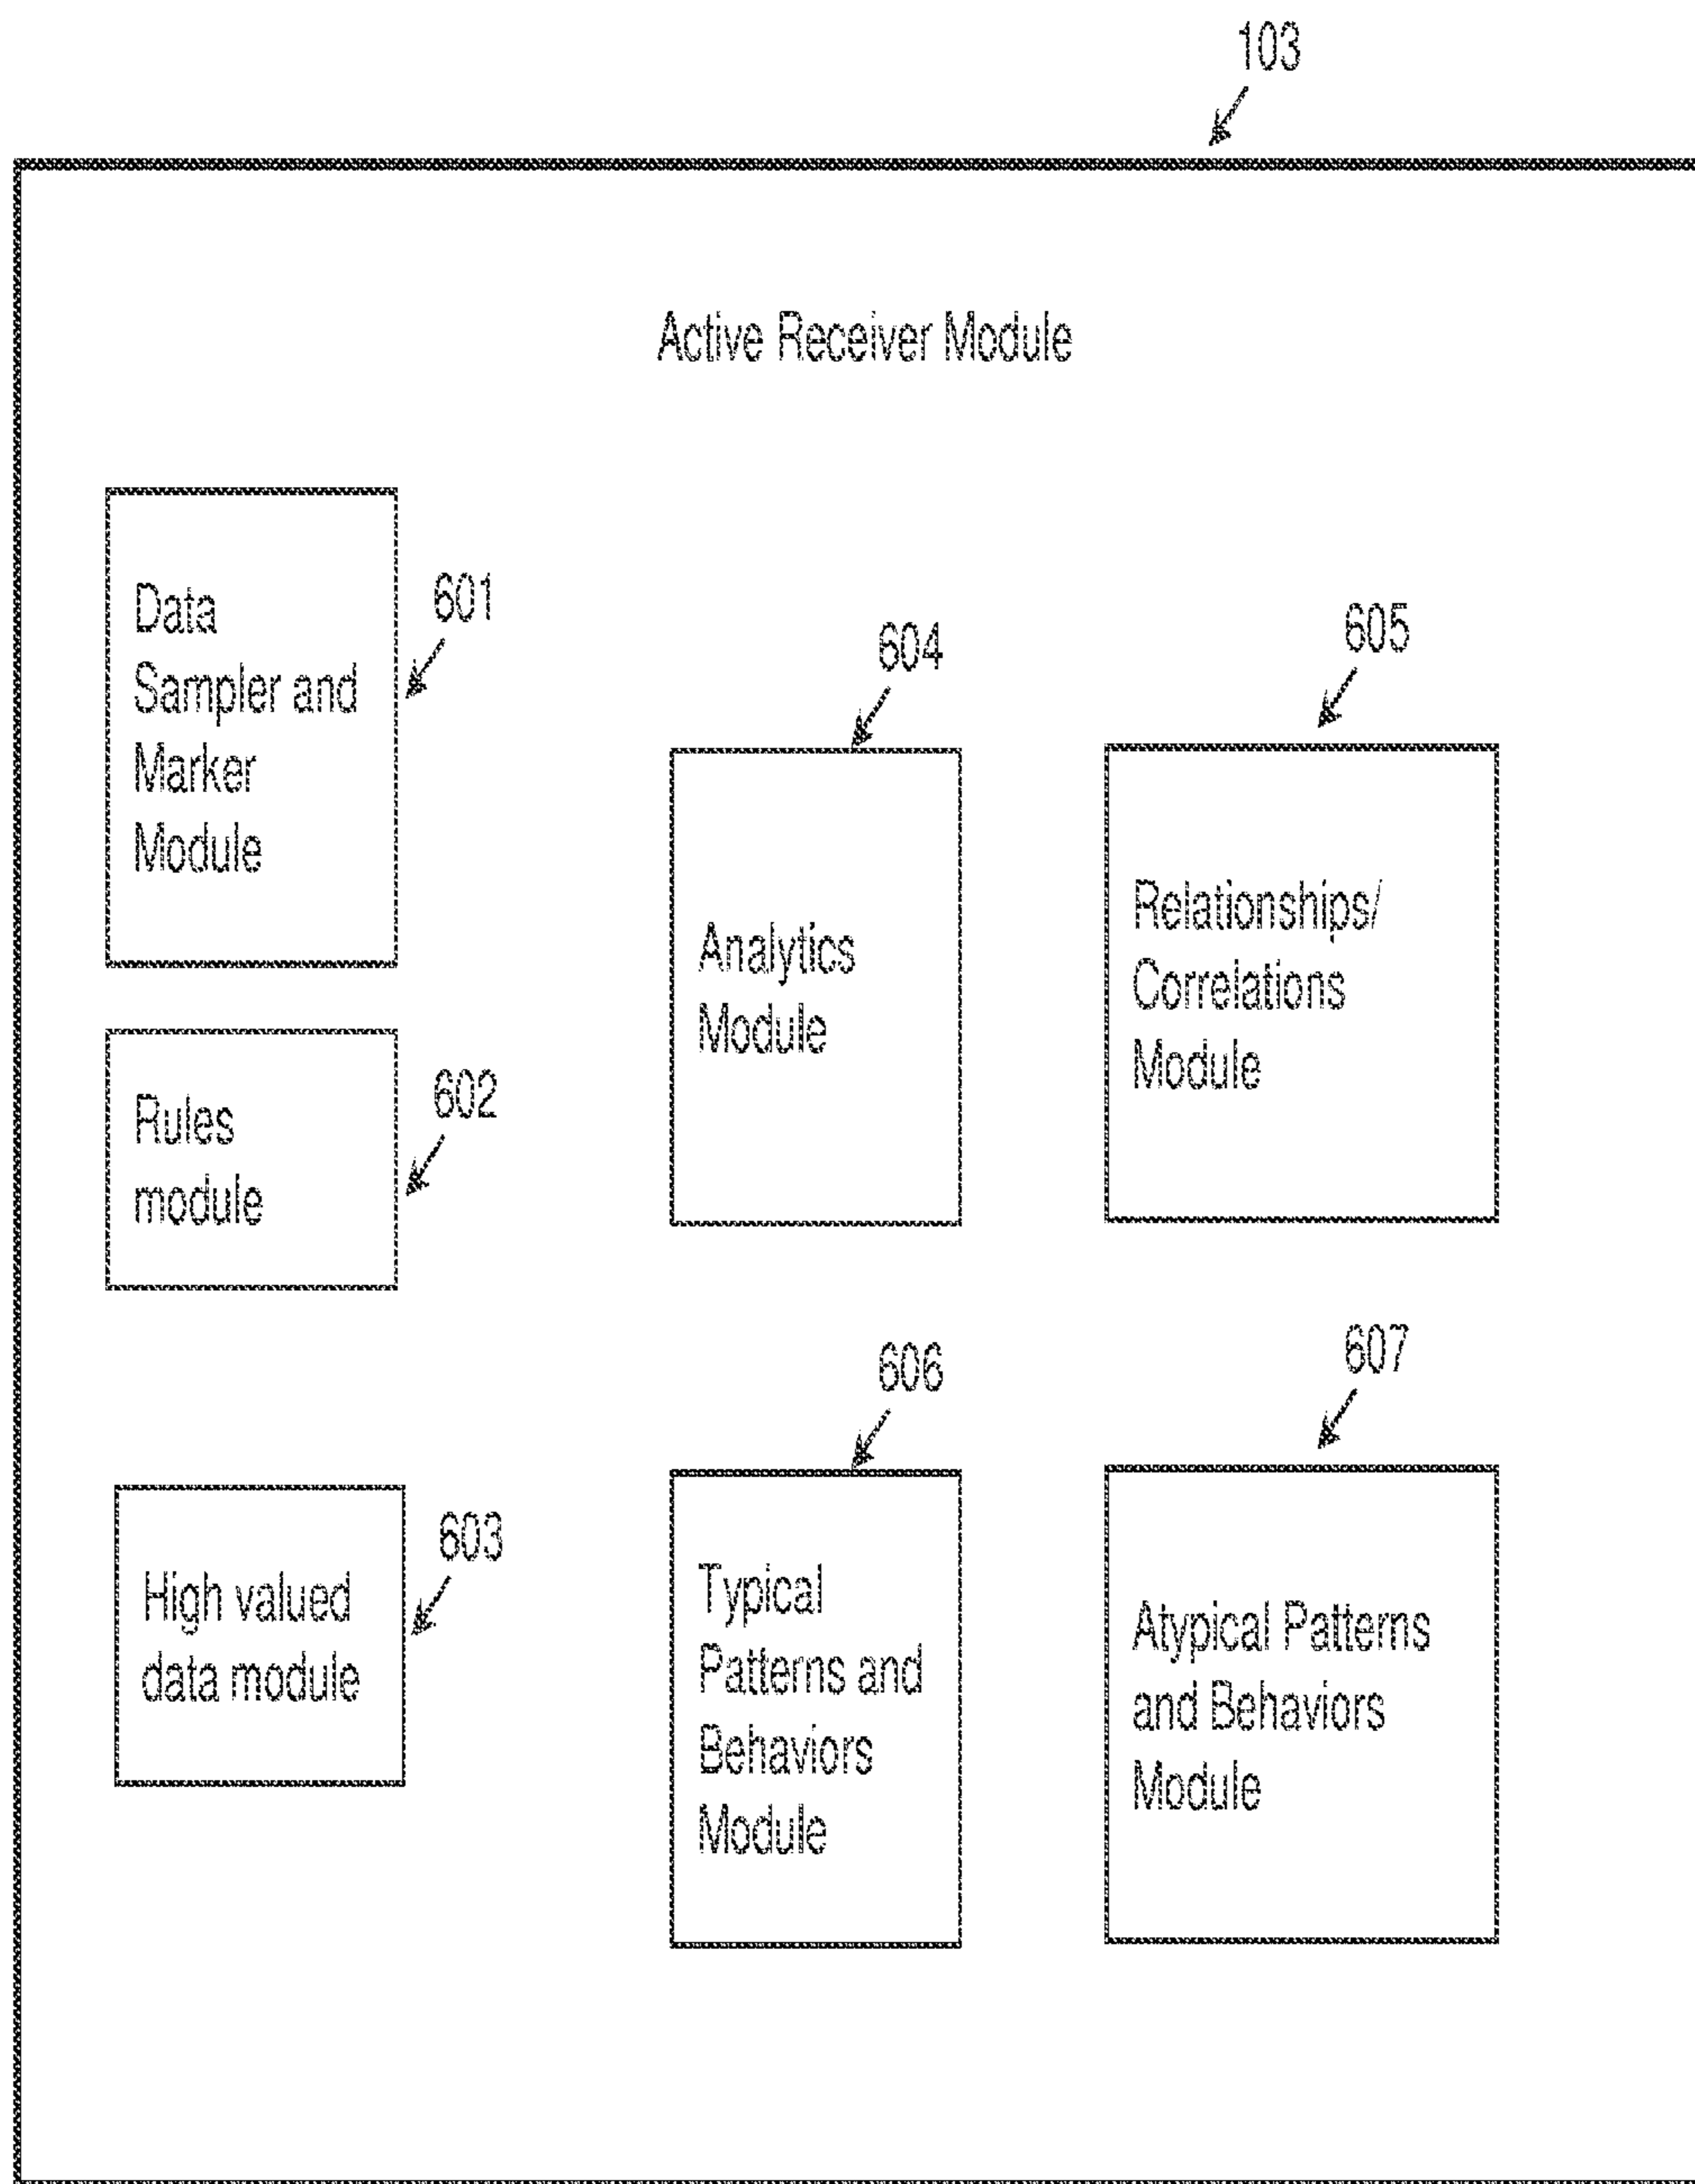 103
Active Receiver Module
Data
Sampler and
Marker
Module
601
Rules
module
602
High valued
data module
603
604
Analytics
Module
605
Relationships/
Correlations
Module
606
Typical
Patterns and
Behaviors
Module
607
Atypical Patterns
and Behaviors
Module